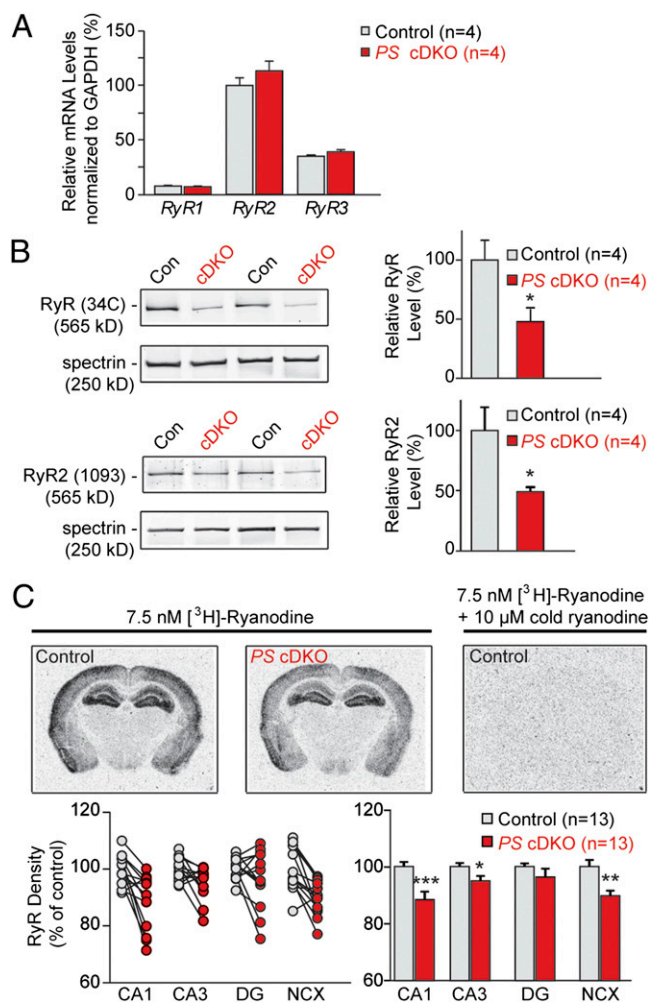 A
Relative mRNA Levels
normalized to GAPDH (%)
150
100
50
0
RyR1 RyR2 RyR3
Control (n=4)
PS cDKO (n=4)
B
Con cDKO Con cDKO
RyR (34C) -
(565 kD)
spectrin -
(250 kD)
Relative RyR
Level (%)
100
50
0
*
Control (n=4)
PS cDKO (n=4)
Con cDKO Con cDKO
RyR2 (1093) -
(565 kD)
spectrin -
(250 kD)
Relative RyR2
Level (%)
100
50
0
*
Control (n=4)
PS cDKO (n=4)
C
7.5 nM [³H]-Ryanodine
7.5 nM [³H]-Ryanodine
+ 10 µM cold ryanodine
Control
PS cDKO
Control
RyR Density
(% of control)
120
100
80
60
CA1 CA3 DG NCX
120
100
80
60
Control (n=13)
PS cDKO (n=13)
*** * **
CA1 CA3 DG NCX